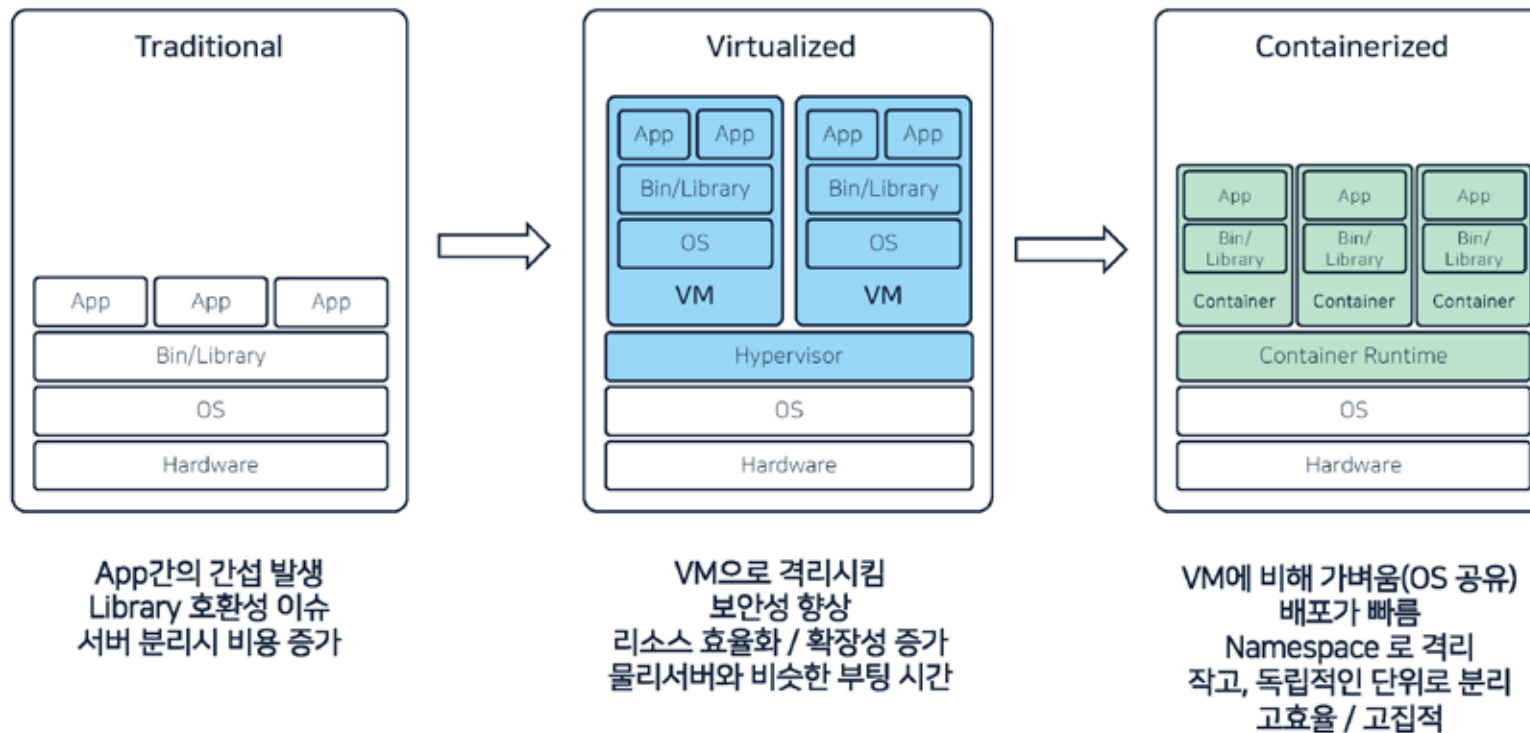 Traditional
App
App
App
Bin/Library
OS
Hardware
App간의 간섭 발생
Library 호환성 이슈
서버 분리시 비용 증가
Virtualized
App
App
Bin/Library
OS
VM
App
App
Bin/Library
OS
VM
Hypervisor
OS
Hardware
VM으로 격리시킴
보안성 향상
리소스 효율화 / 확장성 증가
물리서버와 비슷한 부팅 시간
Containerized
App
Bin/
Library
Container
App
Bin/
Library
Container
App
Bin/
Library
Container
Container Runtime
OS
Hardware
VM에 비해 가벼움(OS 공유)
배포가 빠름
Namespace 로 격리
작고, 독립적인 단위로 분리
고효율 / 고집적